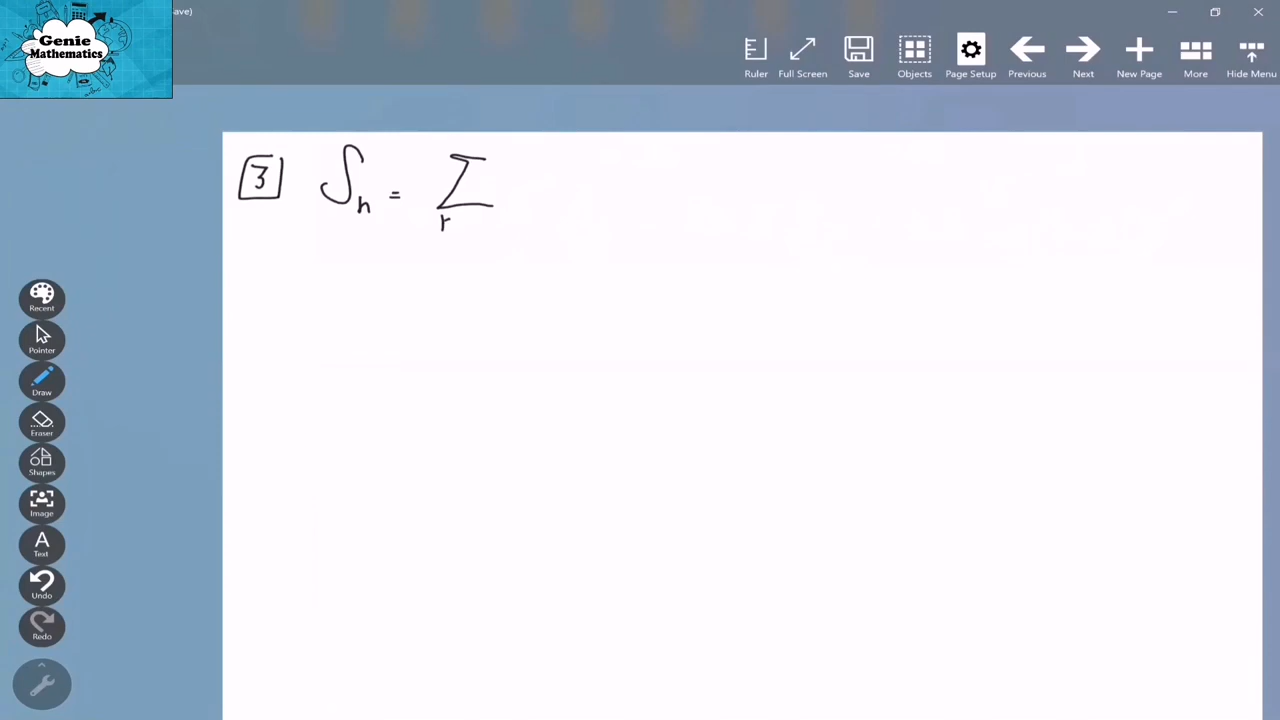 ave)
Genie
Mathematics
Ruler
Full Screen
Save
Objects
Page Setup
Previous
Next
New Page
More
Hide Menu
3 Sn = Σ
r
Recent
Pointer
Draw
Eraser
Shapes
Image
A
Text
Undo
Redo